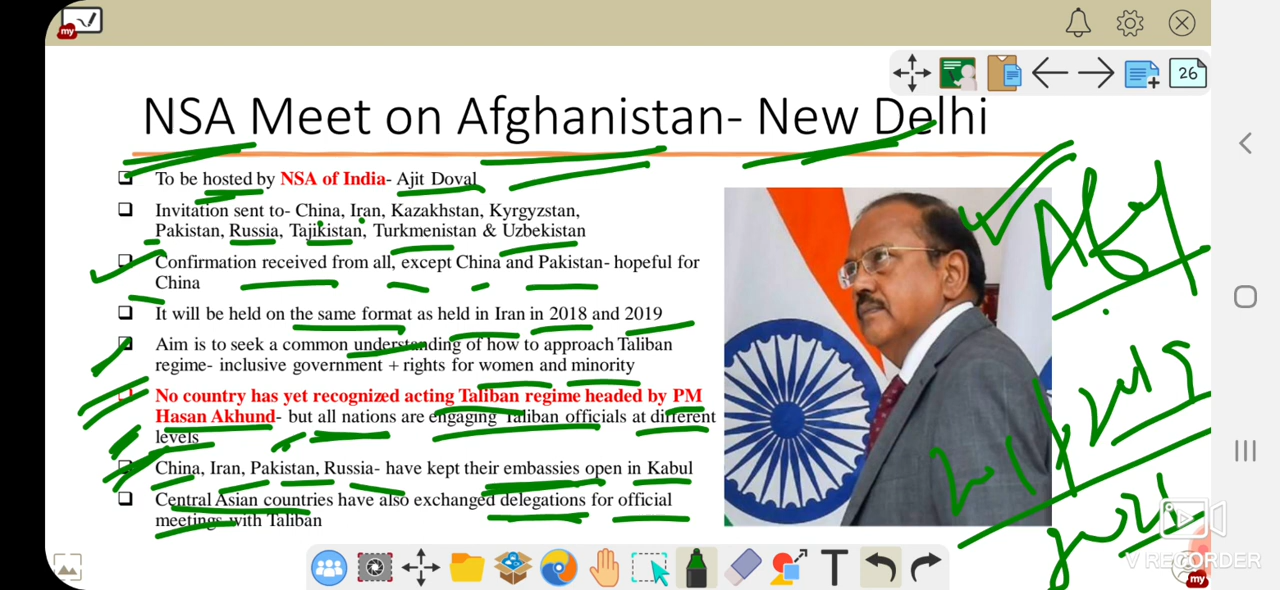 my
26
NSA Meet on Afghanistan- New Delhi
To be hosted by NSA of India- Ajit Doval
Invitation sent to- China, Iran, Kazakhstan, Kyrgyzstan,
Pakistan, Russia, Tajikistan, Turkmenistan & Uzbekistan
Confirmation received from all, except China and Pakistan- hopeful for
China
It will be held on the same format as held in Iran in 2018 and 2019
Aim is to seek a common understanding of how to approach Taliban
regime- inclusive government + rights for women and minority
No country has yet recognized acting Taliban regime headed by PM
Hasan Akhund- but all nations are engaging Taliban officials at different
levels
China, Iran, Pakistan, Russia- have kept their embassies open in Kabul
Central Asian countries have also exchanged delegations for official
meetings with Taliban
T
V RECORDER
my